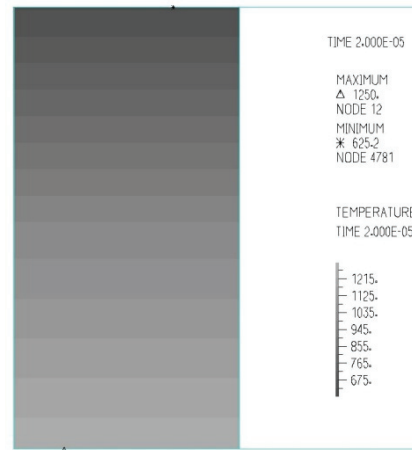 TIME 2.000E-05
MAXIMUM
Δ 1250.
NODE 12
MINIMUM
✳ 625.2
NODE 4781
TEMPERATURE
TIME 2.000E-05
1215.
1125.
1035.
945.
855.
765.
675.